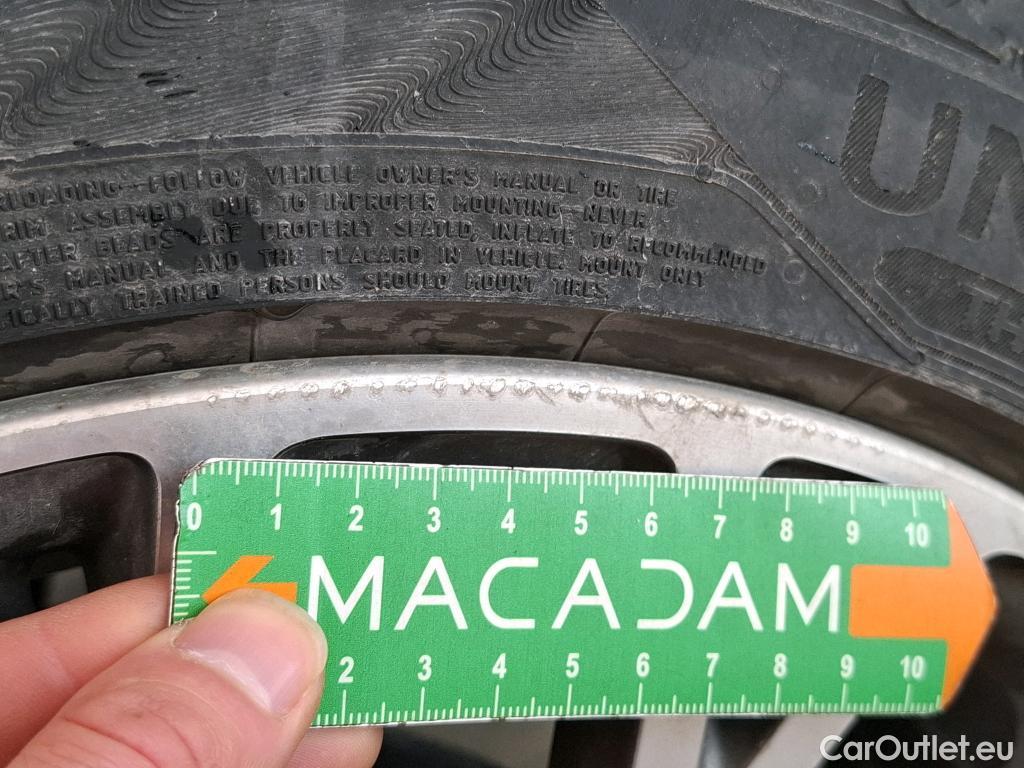 RLOADING–FOLLOW VEHICLE OWNER'S MANUAL OR TIRE
RIM ASSEMBLY DUE TO IMPROPER MOUNTING–NEVER
AFTER BEADS ARE PROPERLY SEATED, INFLATE TO RECOMMENDED
R'S MANUAL AND THE PLACARD IN VEHICLE. MOUNT ONLY
FICALLY TRAINED PERSONS SHOULD MOUNT TIRES.
UN
TH
0 1 2 3 4 5 6 7 8 9 10
MACADAM
2 3 4 5 6 7 8 9 10
CarOutlet.eu